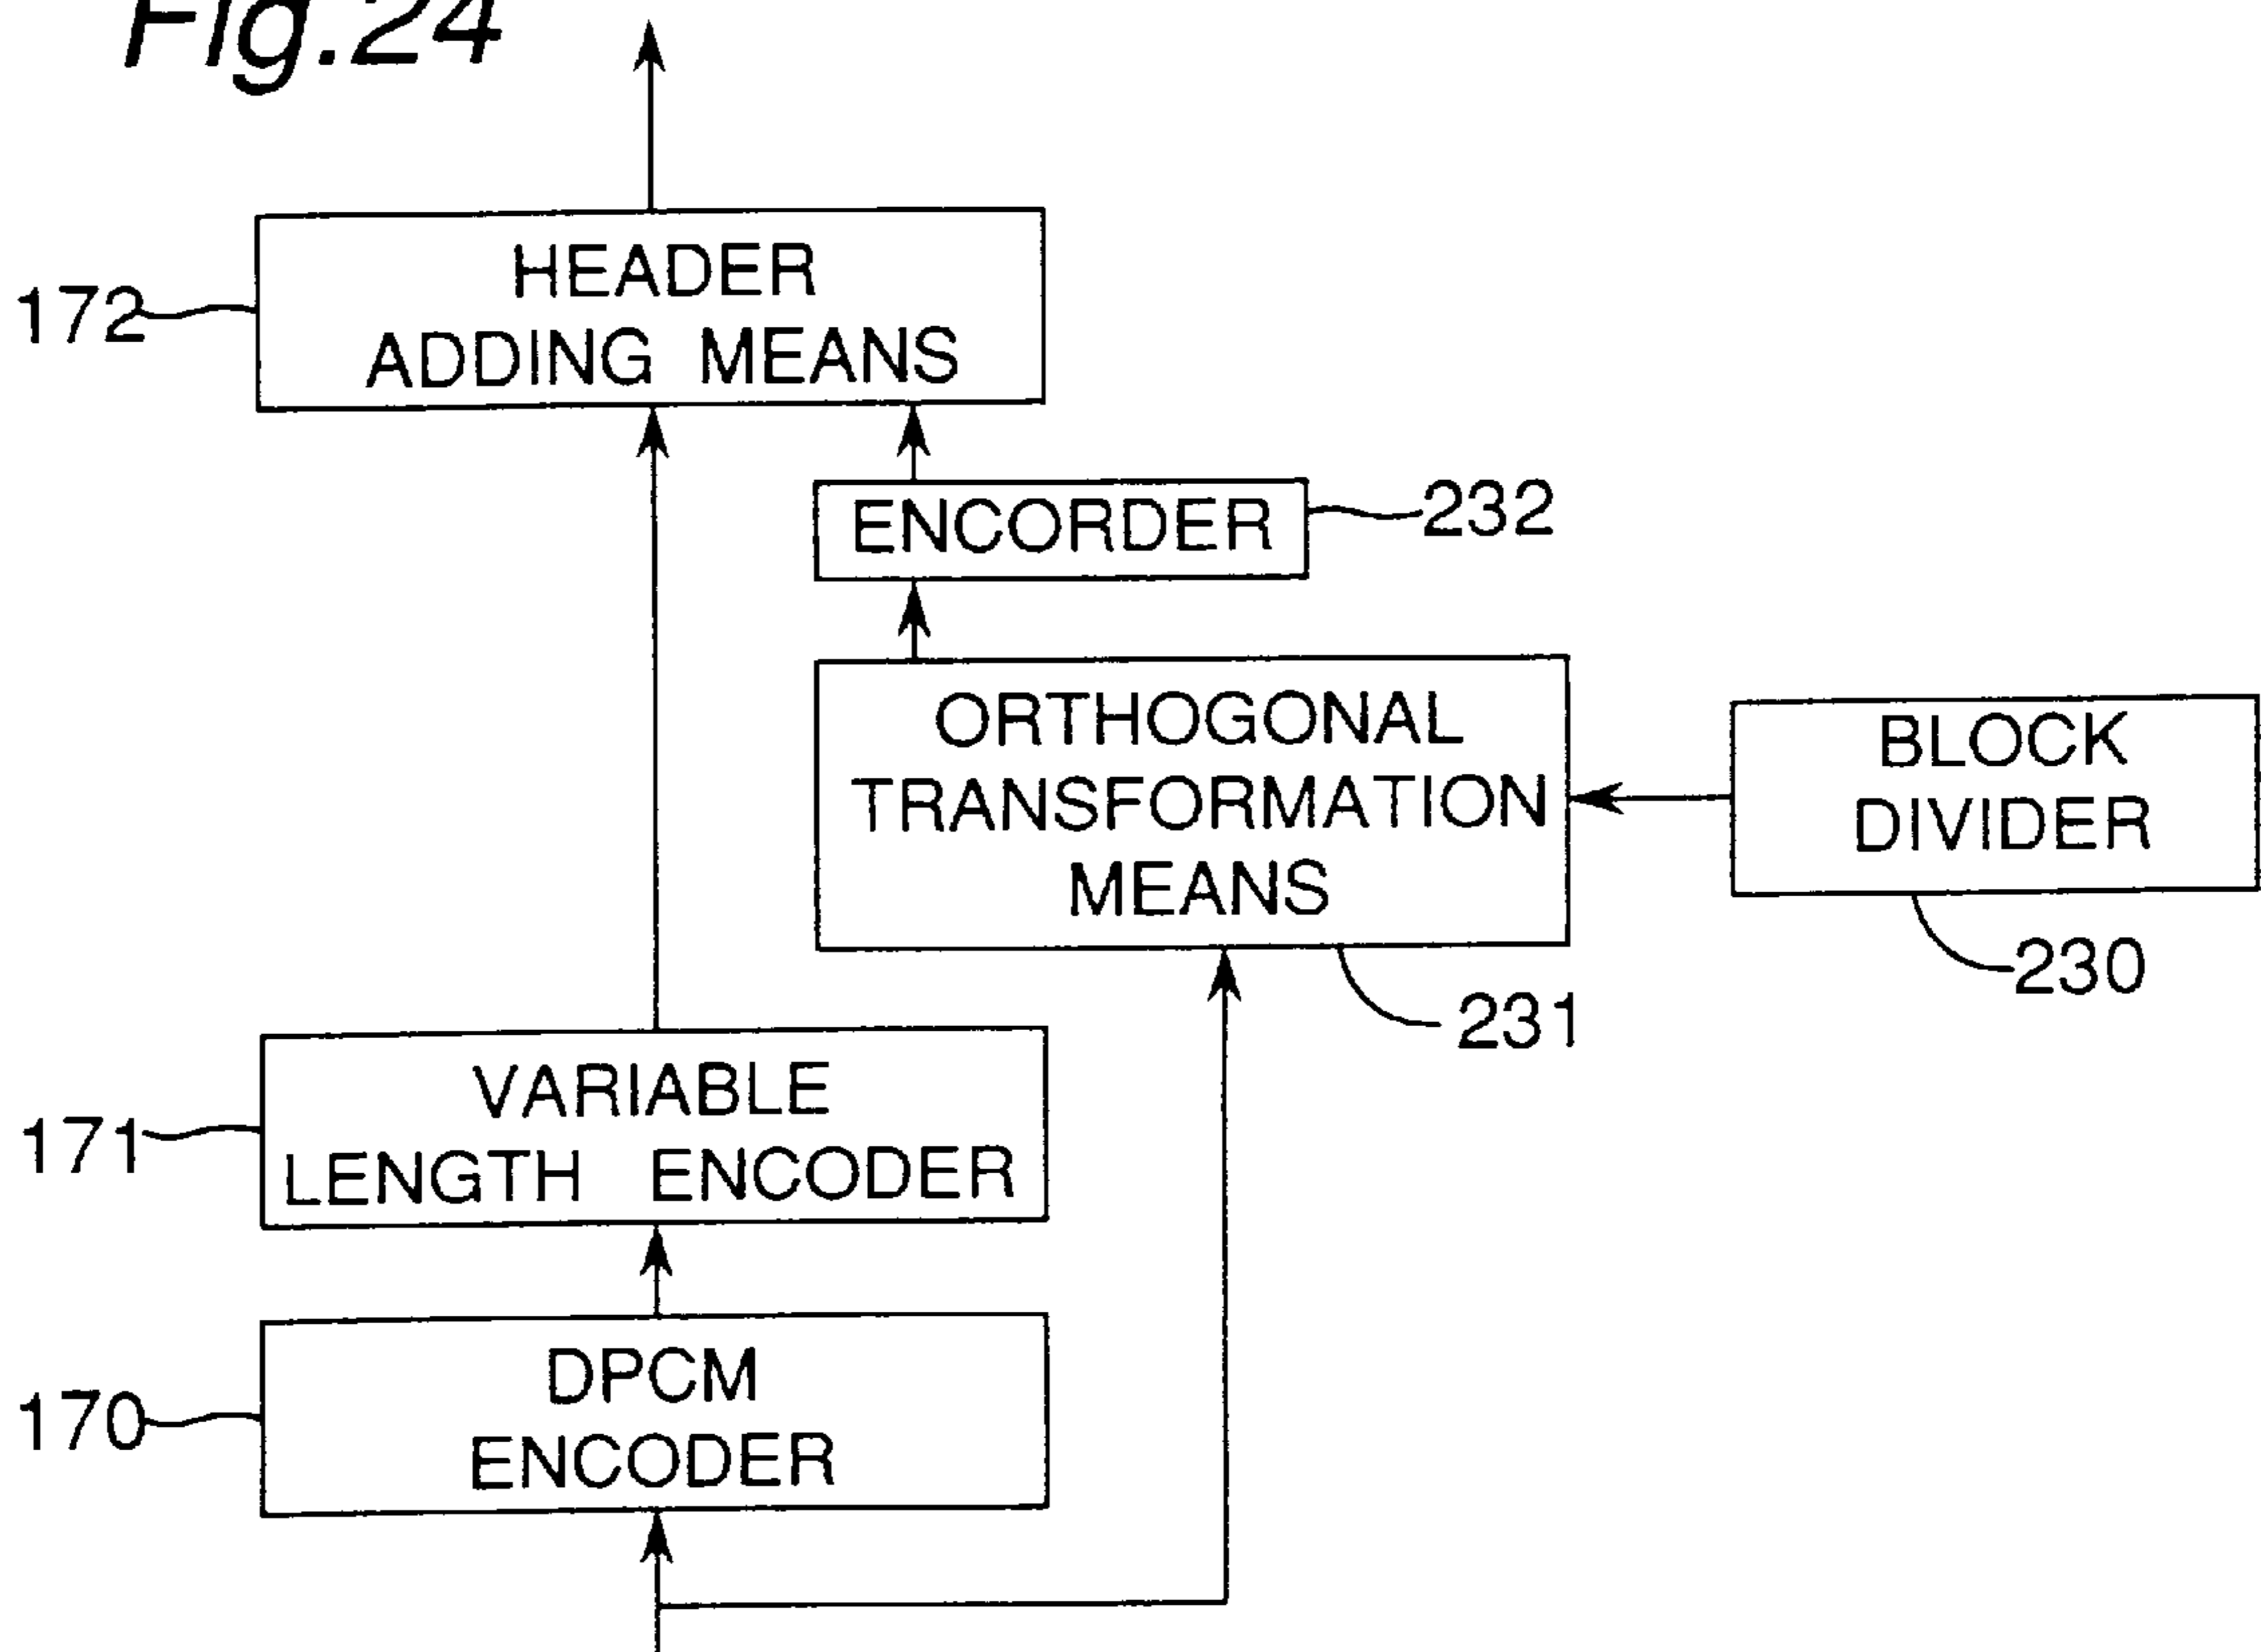 Fig.24
HEADER
ADDING MEANS
172
ENCORDER
232
ORTHOGONAL
TRANSFORMATION
MEANS
231
BLOCK
DIVIDER
230
VARIABLE
LENGTH ENCODER
171
DPCM
ENCODER
170